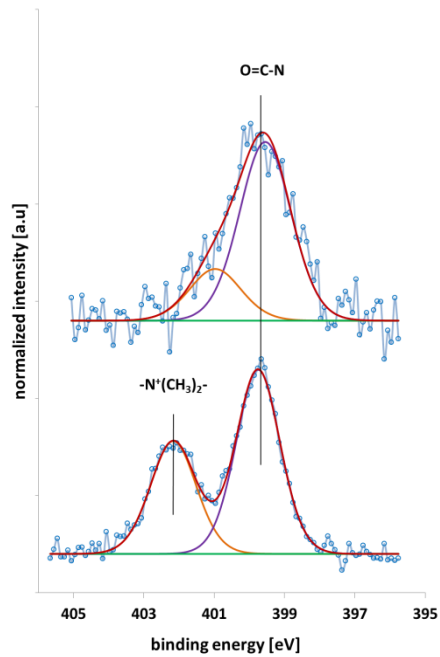 O=C-N
normalized intensity [a.u]
-N⁺(CH₃)₂-
405 403 401 399 397 395
binding energy [eV]